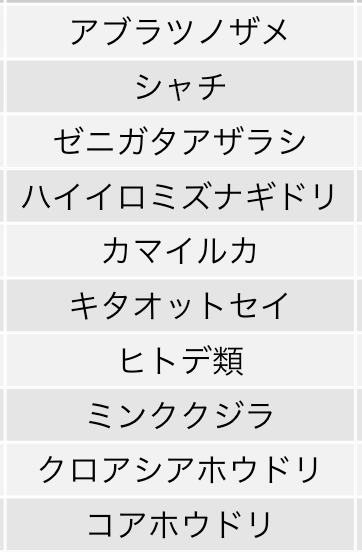 アブラツノザメ
シャチ
ゼニガタアザラシ
ハイイロミズナギドリ
カマイルカ
キタオットセイ
ヒトデ類
ミンククジラ
クロアシアホウドリ
コアホウドリ